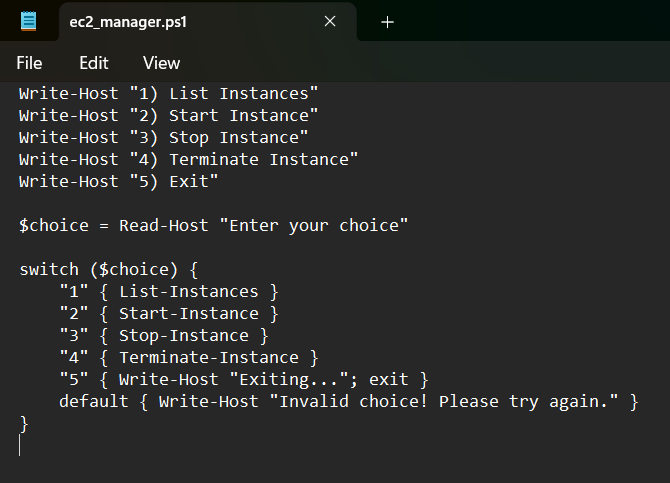 ec2_manager.ps1
File Edit View
Write-Host "1) List Instances"
Write-Host "2) Start Instance"
Write-Host "3) Stop Instance"
Write-Host "4) Terminate Instance"
Write-Host "5) Exit"
$choice = Read-Host "Enter your choice"
switch ($choice) {
    "1" { List-Instances }
    "2" { Start-Instance }
    "3" { Stop-Instance }
    "4" { Terminate-Instance }
    "5" { Write-Host "Exiting..."; exit }
    default { Write-Host "Invalid choice! Please try again." }
}